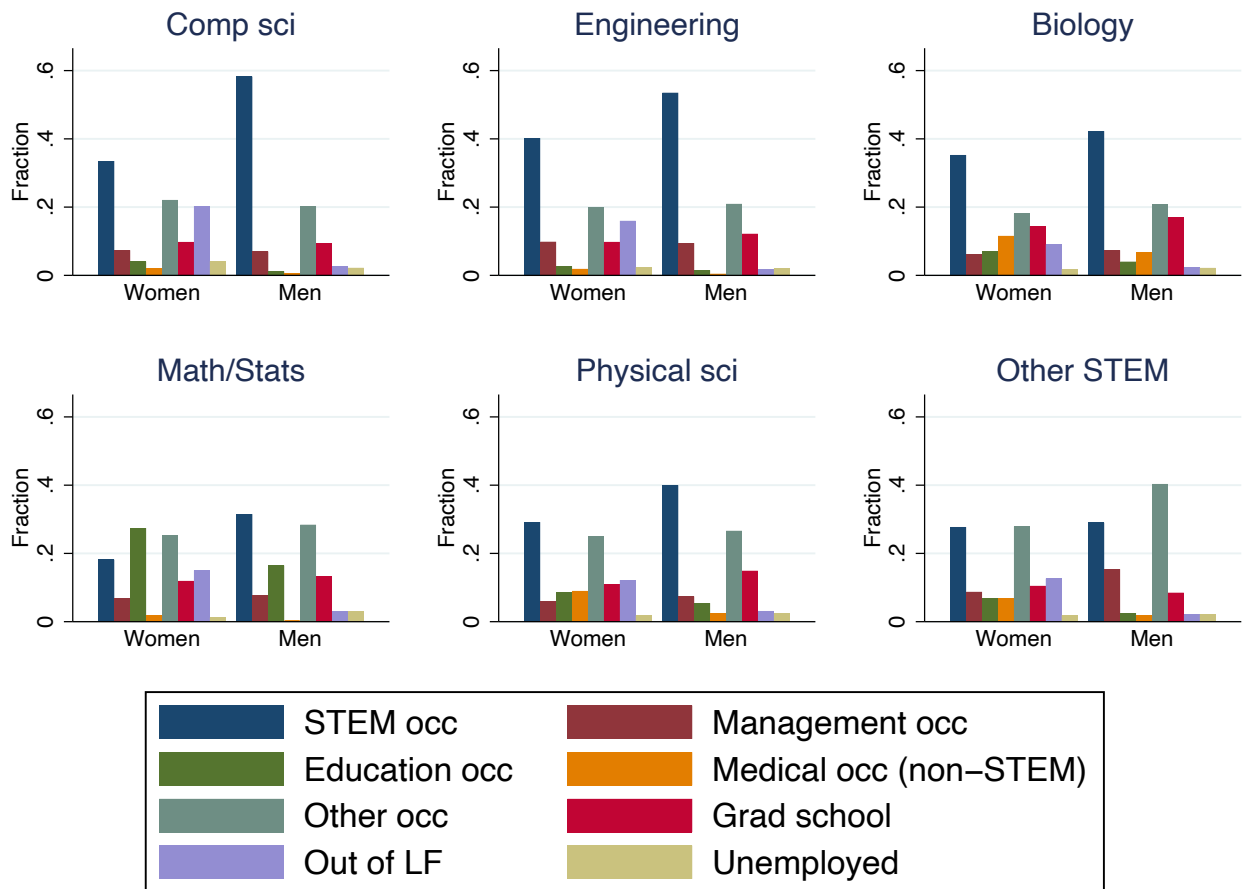 Comp sci
Engineering
Biology
Fraction
0
.2
.4
.6
Women
Men
Fraction
0
.2
.4
.6
Women
Men
Fraction
0
.2
.4
.6
Women
Men
Math/Stats
Physical sci
Other STEM
Fraction
0
.2
.4
.6
Women
Men
Fraction
0
.2
.4
.6
Women
Men
Fraction
0
.2
.4
.6
Women
Men
STEM occ
Management occ
Education occ
Medical occ (non−STEM)
Other occ
Grad school
Out of LF
Unemployed